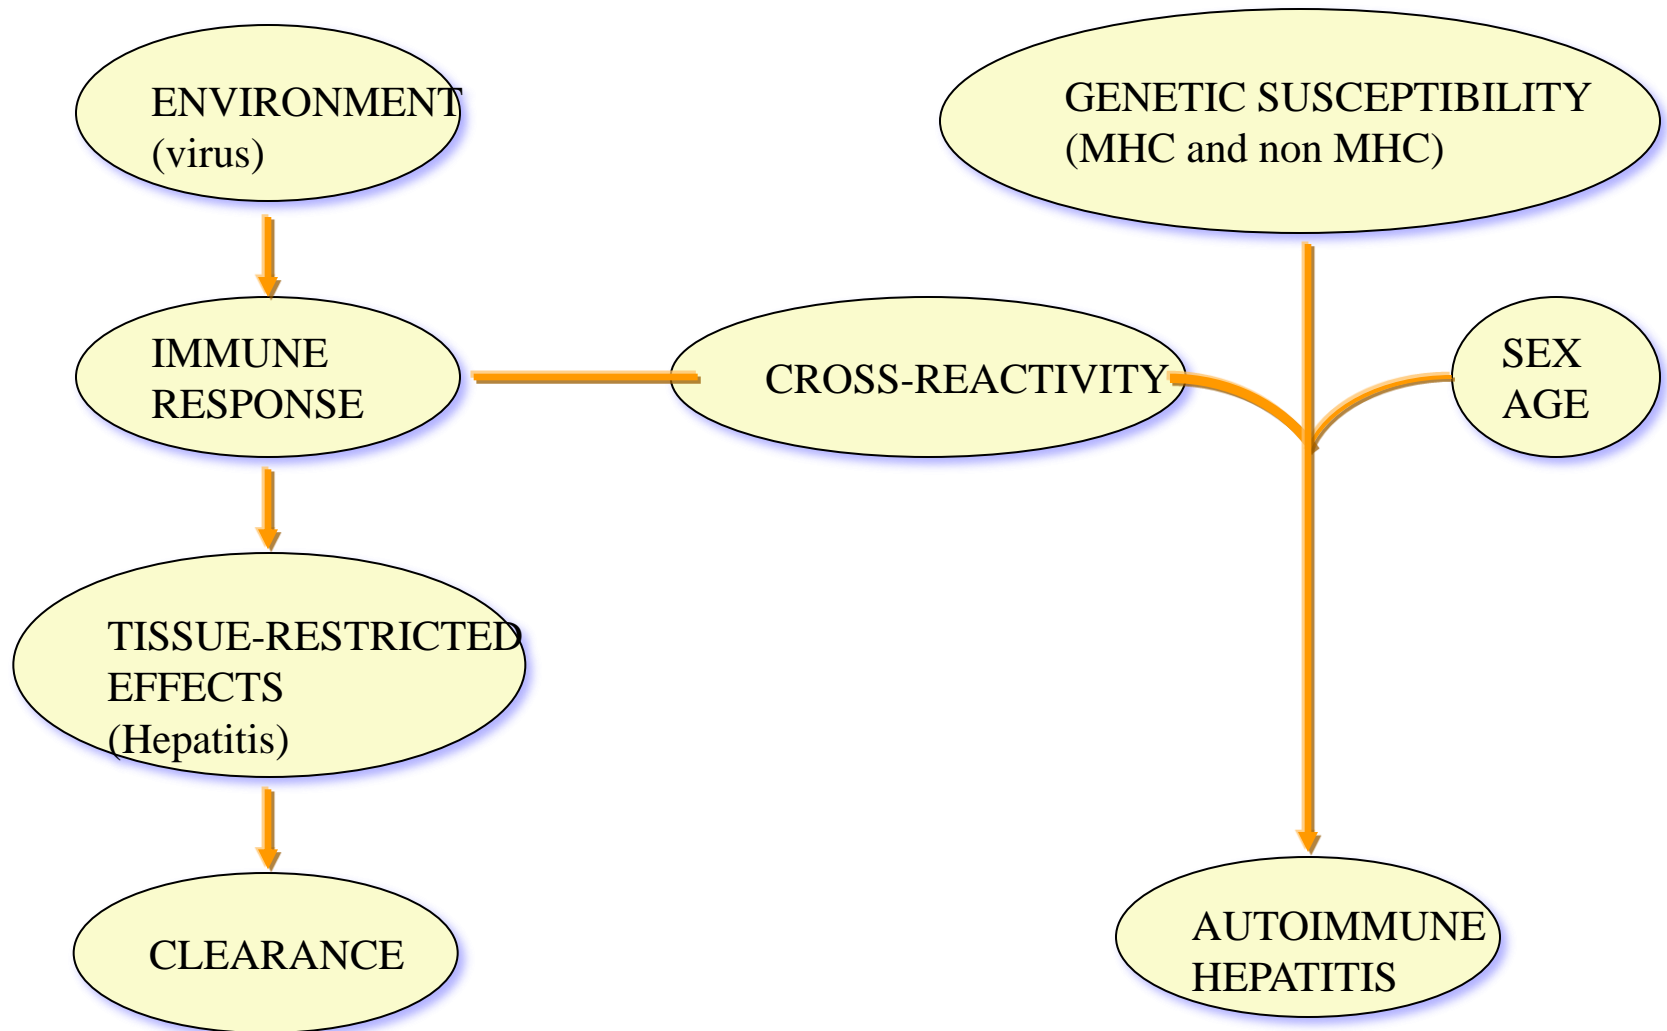 ENVIRONMENT
(virus)
GENETIC SUSCEPTIBILITY
(MHC and non MHC)
IMMUNE
RESPONSE
CROSS-REACTIVITY
SEX
AGE
TISSUE-RESTRICTED
EFFECTS
(Hepatitis)
CLEARANCE
AUTOIMMUNE
HEPATITIS